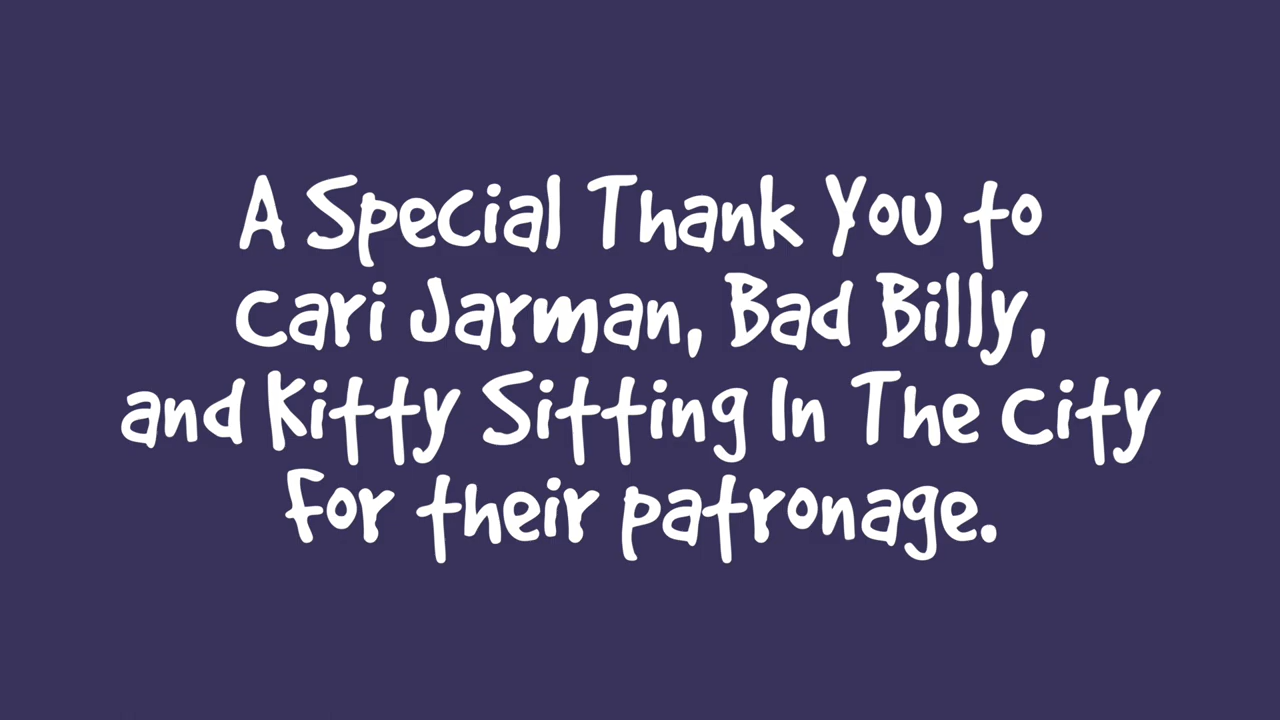 A Special Thank You to
Cari Jarman, Bad Billy,
and Kitty Sitting In The City
For their patronage.